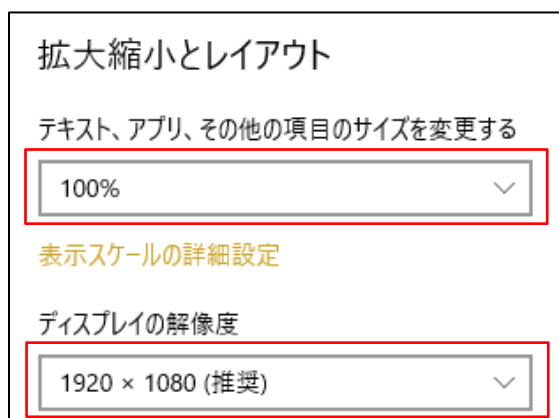 拡大縮小とレイアウト
テキスト、アプリ、その他の項目のサイズを変更する
100%
表示スケールの詳細設定
ディスプレイの解像度
1920 × 1080 (推奨)